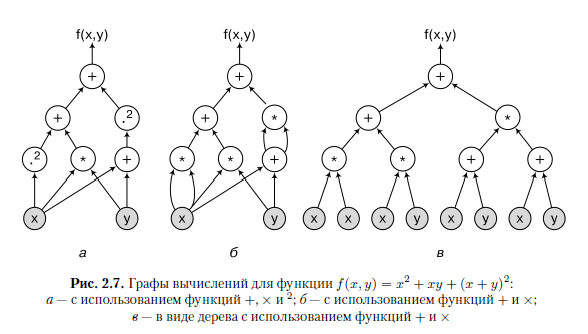 f(x,y) f(x,y) f(x,y)
+ + +
+ .² + * + *
.² * + * * + * * + +
x y x y x x x y x y x y
а б в
Рис. 2.7. Графы вычислений для функции f(x, y) = x² + xy + (x + y)²:
а — с использованием функций +, × и ²; б — с использованием функций + и ×;
в — в виде дерева с использованием функций + и ×